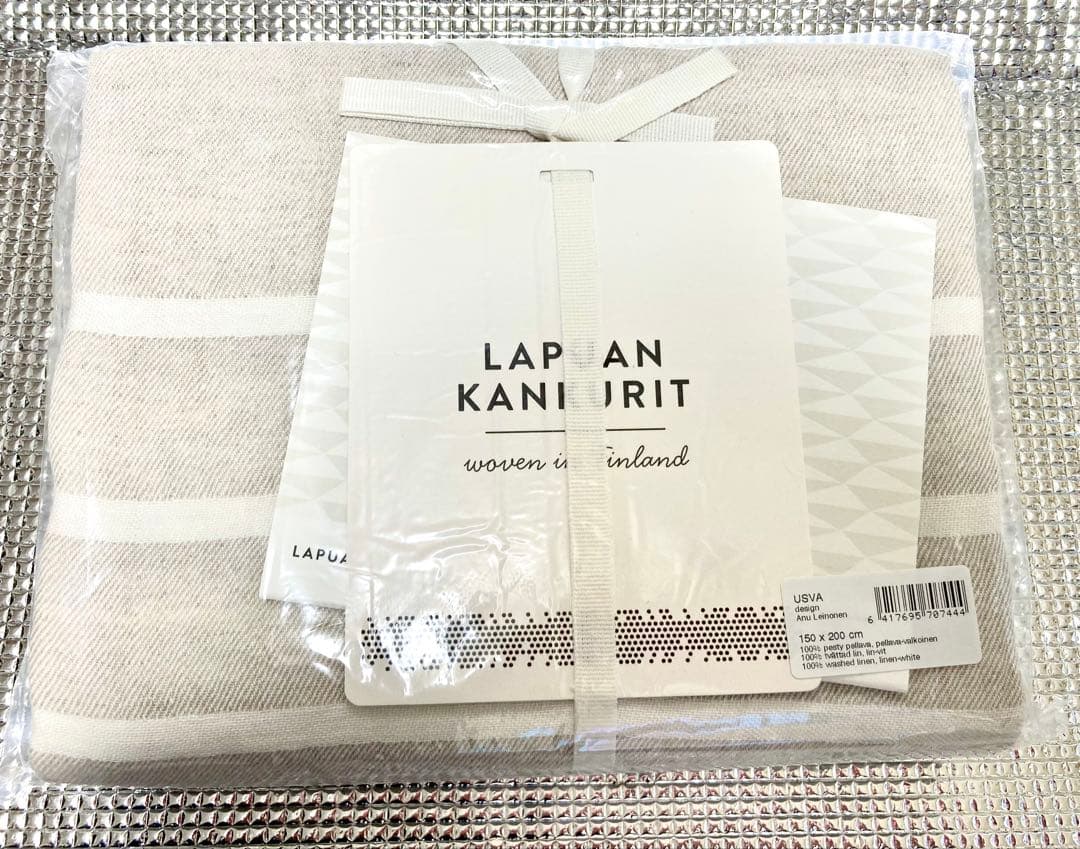 LAPUAN
KANKURIT
woven in Finland
LAPUA
USVA
design
Anu Leinonen
6 417695 707444
150 x 200 cm
100% pesty pellava, pellava-valkoinen
100% tvättad lin, lin-vit
100% washed linen, linen-white